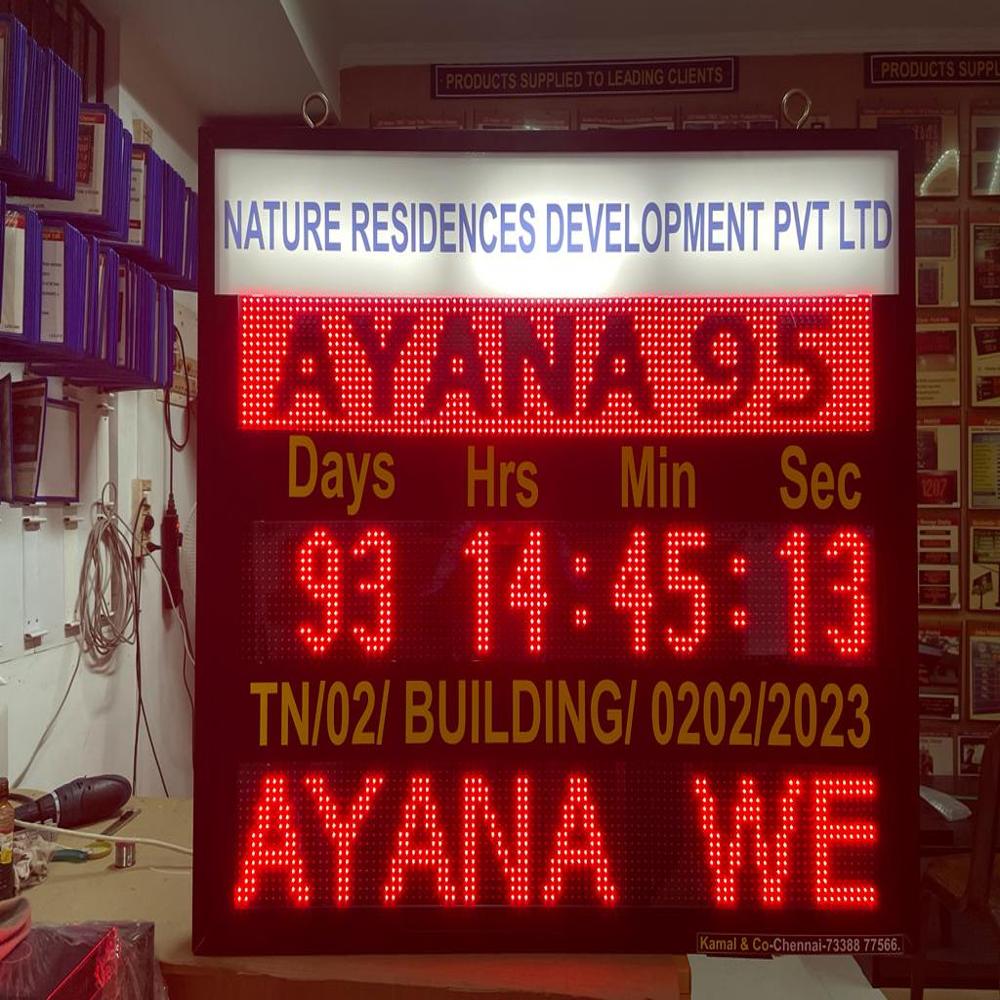 PRODUCTS SUPPLIED TO LEADING CLIENTS
PRODUCTS SUPPL
NATURE RESIDENCES DEVELOPMENT PVT LTD
AYANA 95
Days Hrs Min Sec
93 14:45:13
TN/02/ BUILDING/ 0202/2023
AYANA WE
Kamal & Co-Chennai-73388 77566.
1207